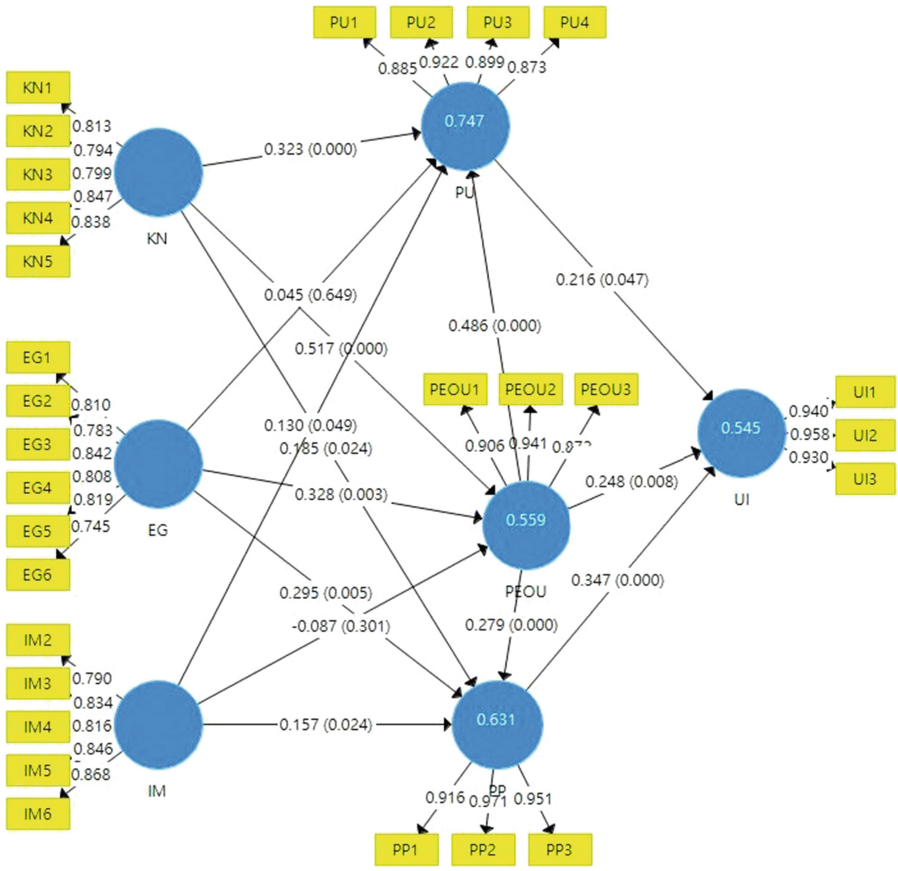 PU1
PU2
PU3
PU4
0.885
0.922
0.899
0.873
0.747
PU
KN1
KN2
KN3
KN4
KN5
0.813
0.794
0.799
0.847
0.838
KN
0.323 (0.000)
0.045 (0.649)
0.517 (0.000)
0.486 (0.000)
0.216 (0.047)
EG1
EG2
EG3
EG4
EG5
EG6
0.810
0.783
0.842
0.808
0.819
0.745
EG
0.130 (0.049)
0.185 (0.024)
0.328 (0.003)
PEOU1
PEOU2
PEOU3
0.906
0.941
0.559
PEOU
0.248 (0.008)
0.545
UI
0.940
0.958
0.930
UI1
UI2
UI3
0.295 (0.005)
-0.087 (0.301)
0.279 (0.000)
0.347 (0.000)
IM2
IM3
IM4
IM5
IM6
0.790
0.834
0.816
0.846
0.868
IM
0.157 (0.024)
0.631
PP
0.916
0.971
0.951
PP1
PP2
PP3